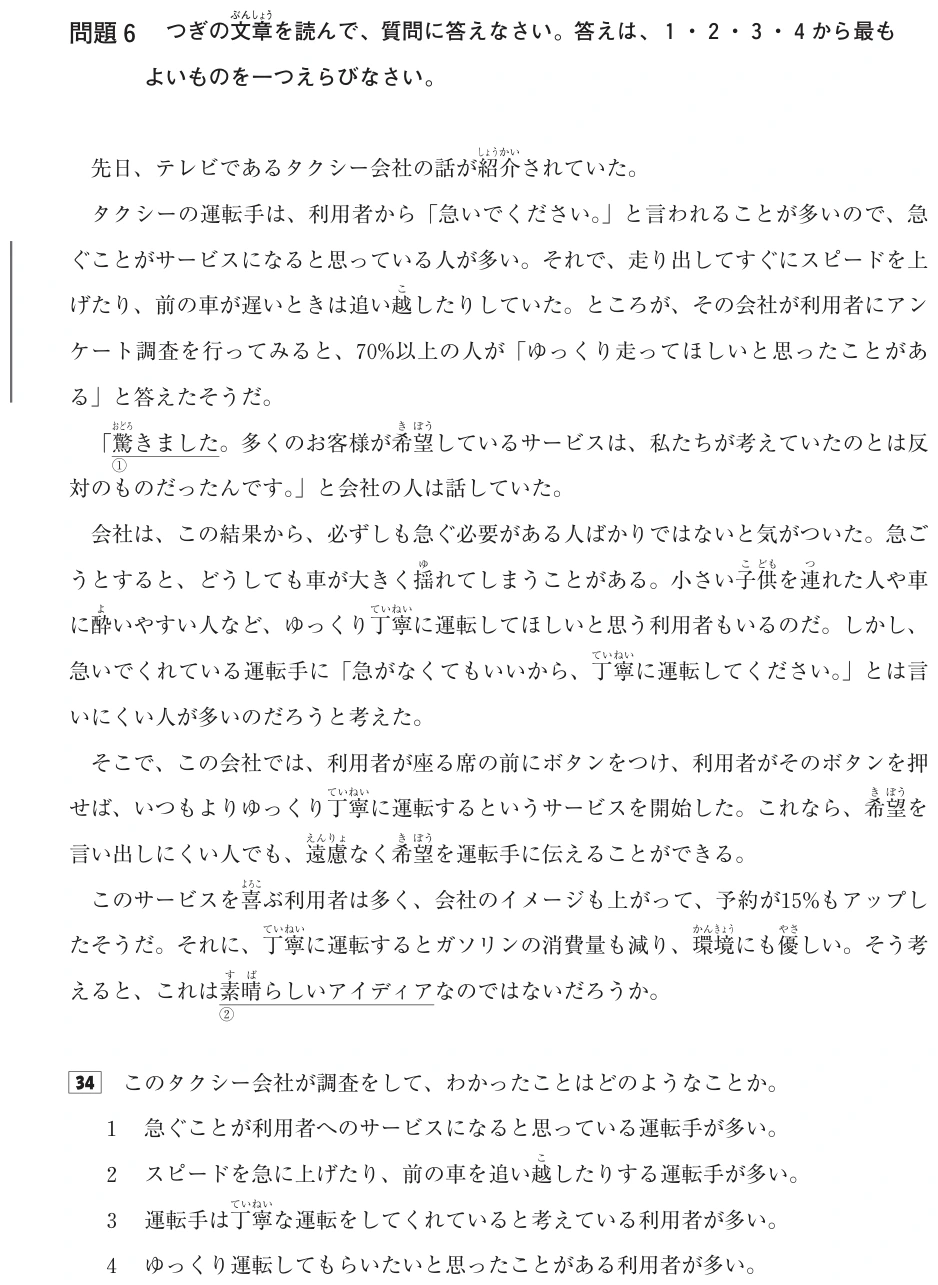 問題6　つぎの文章を読んで、質問に答えなさい。答えは、1・2・3・4から最も
よいものを一つえらびなさい。
先日、テレビであるタクシー会社の話が紹介されていた。
タクシーの運転手は、利用者から「急いでください。」と言われることが多いので、急
ぐことがサービスになると思っている人が多い。それで、走り出してすぐにスピードを上
げたり、前の車が遅いときは追い越したりしていた。ところが、その会社が利用者にアン
ケート調査を行ってみると、70%以上の人が「ゆっくり走ってほしいと思ったことがあ
る」と答えたそうだ。
「①驚きました。多くのお客様が希望しているサービスは、私たちが考えていたのとは反
対のものだったんです。」と会社の人は話していた。
会社は、この結果から、必ずしも急ぐ必要がある人ばかりではないと気がついた。急ご
うとすると、どうしても車が大きく揺れてしまうことがある。小さい子供を連れた人や車
に酔いやすい人など、ゆっくり丁寧に運転してほしいと思う利用者もいるのだ。しかし、
急いでくれている運転手に「急がなくてもいいから、丁寧に運転してください。」とは言
いにくい人が多いのだろうと考えた。
そこで、この会社では、利用者が座る席の前にボタンをつけ、利用者がそのボタンを押
せば、いつもよりゆっくり丁寧に運転するというサービスを開始した。これなら、希望を
言い出しにくい人でも、遠慮なく希望を運転手に伝えることができる。
このサービスを喜ぶ利用者は多く、会社のイメージも上がって、予約が15%もアップし
たそうだ。それに、丁寧に運転するとガソリンの消費量も減り、環境にも優しい。そう考
えると、これは②素晴らしいアイディアなのではないだろうか。
34　このタクシー会社が調査をして、わかったことはどのようなことか。
1　急ぐことが利用者へのサービスになると思っている運転手が多い。
2　スピードを急に上げたり、前の車を追い越したりする運転手が多い。
3　運転手は丁寧な運転をしてくれていると考えている利用者が多い。
4　ゆっくり運転してもらいたいと思ったことがある利用者が多い。